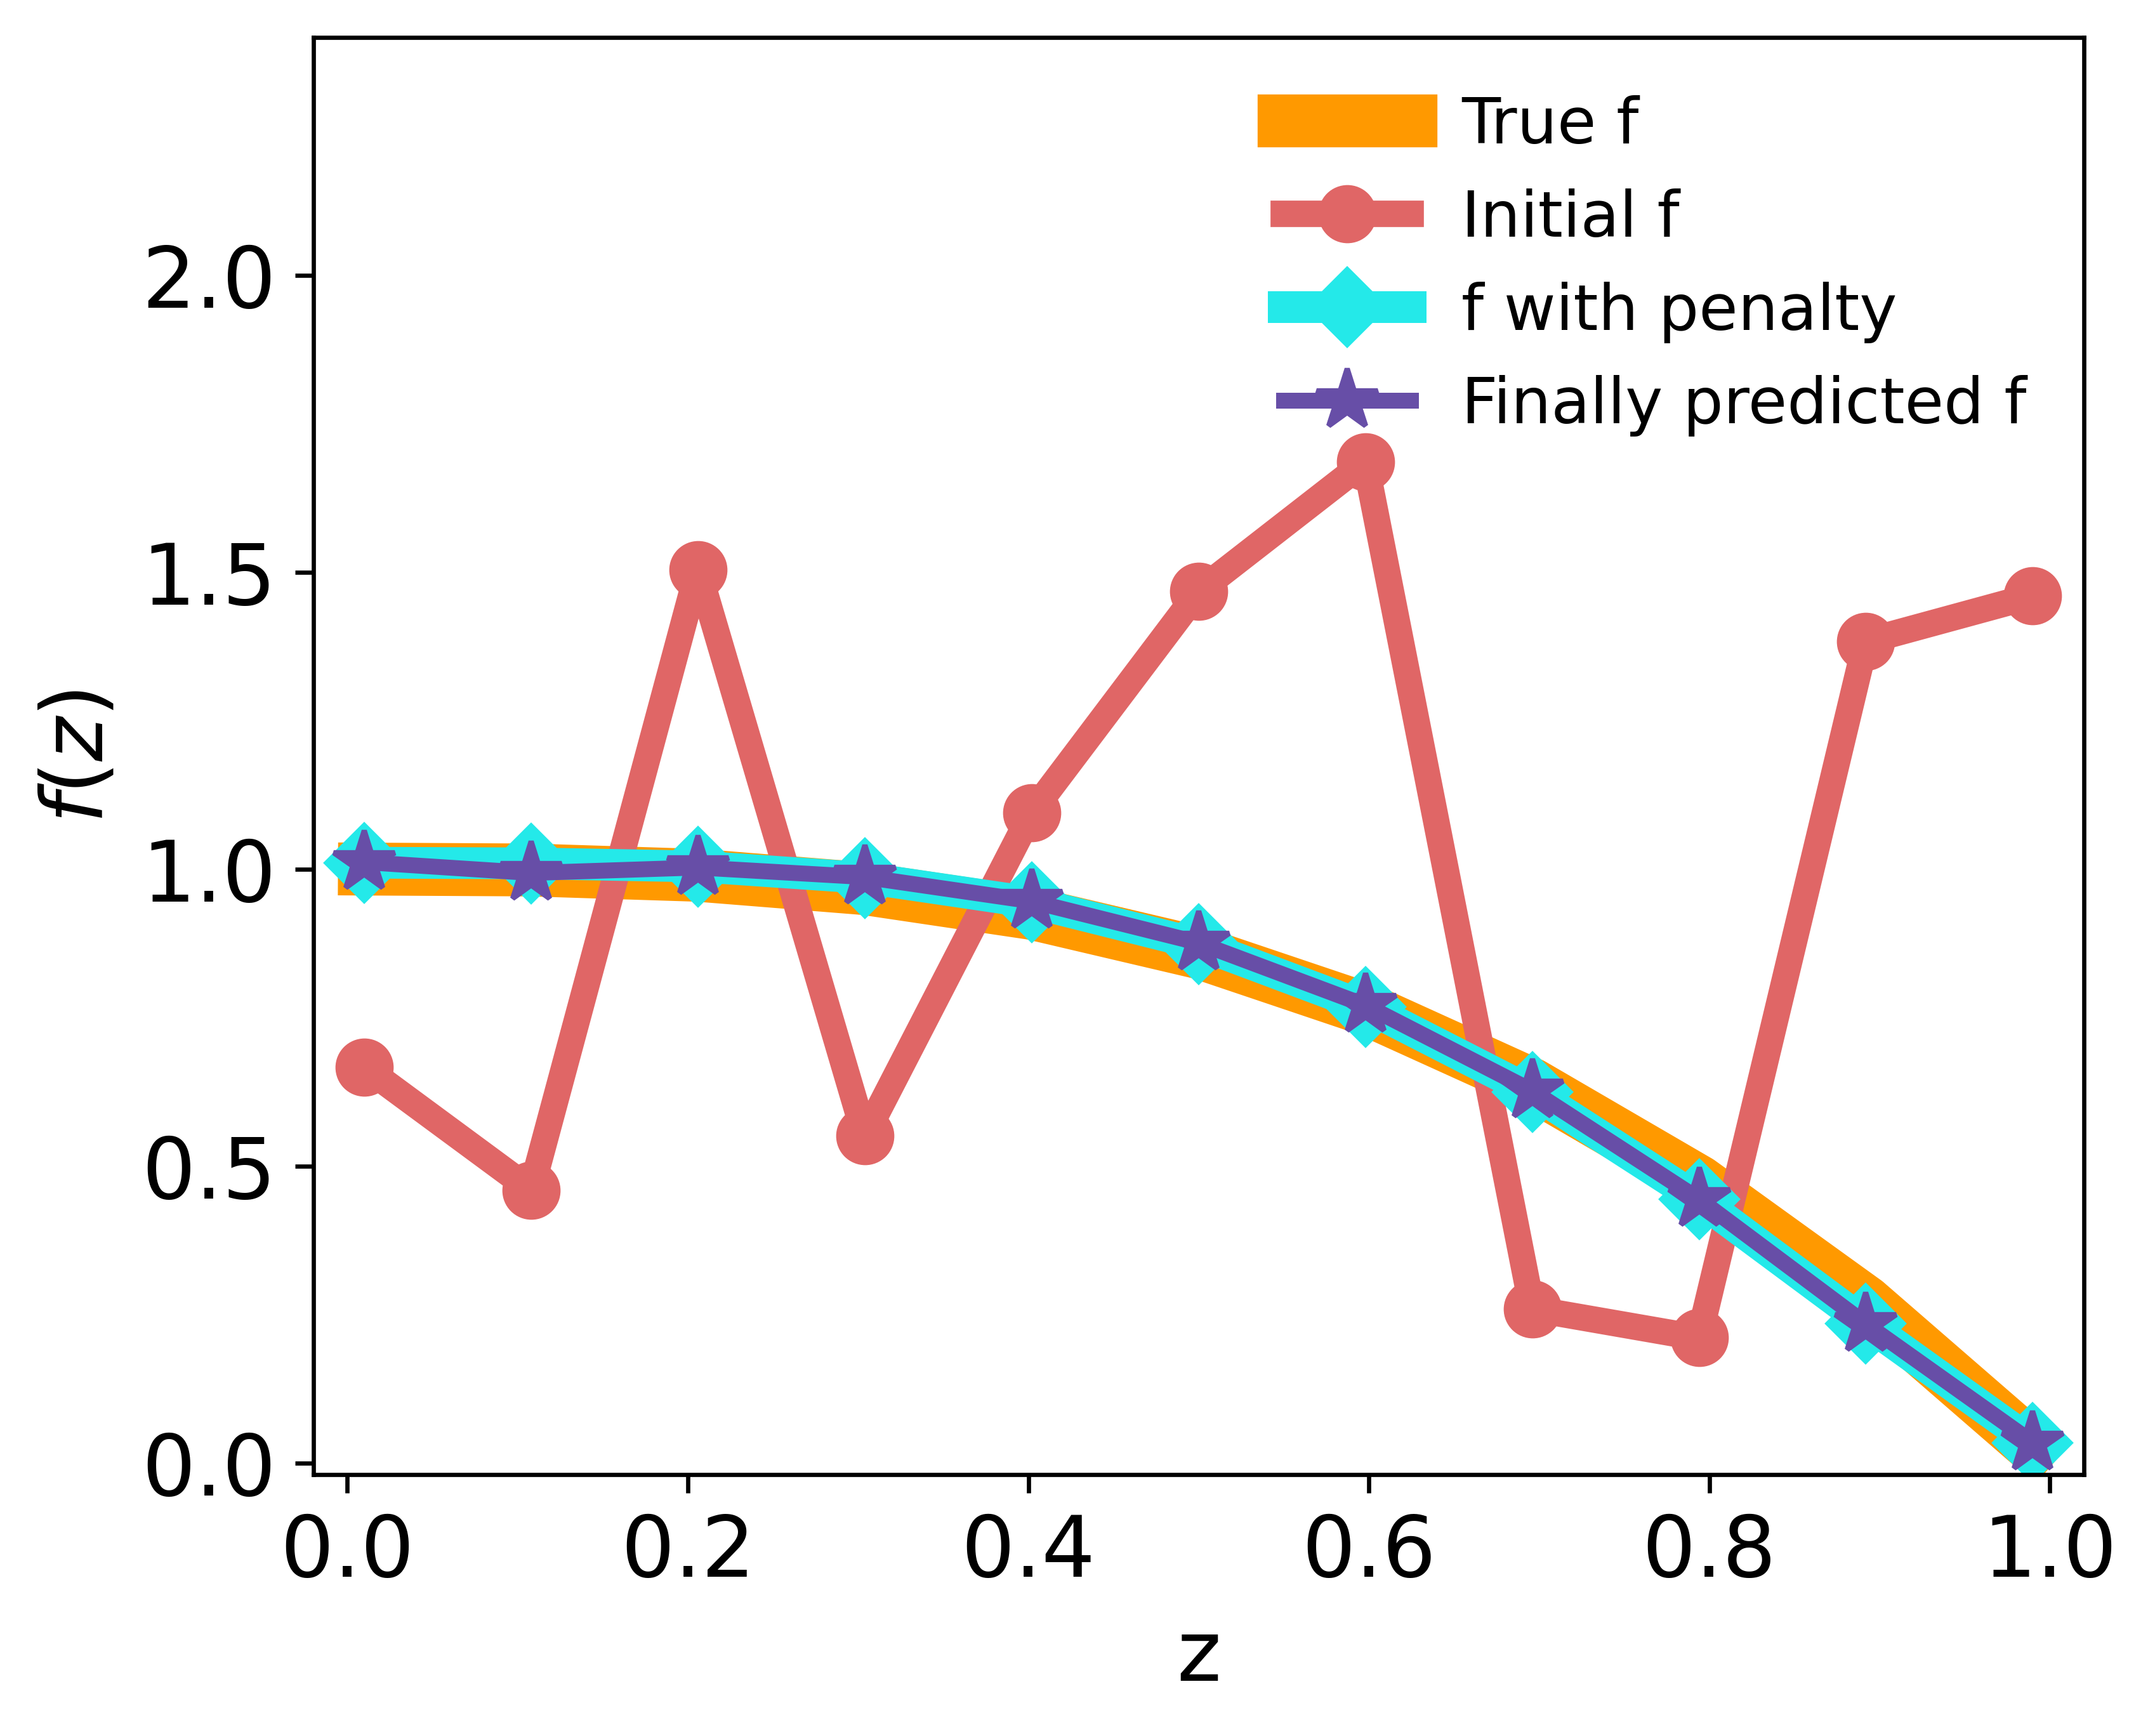 True f
Initial f
f with penalty
Finally predicted f
2.0
1.5
1.0
0.5
0.0
f(z)
0.0 0.2 0.4 0.6 0.8 1.0
z